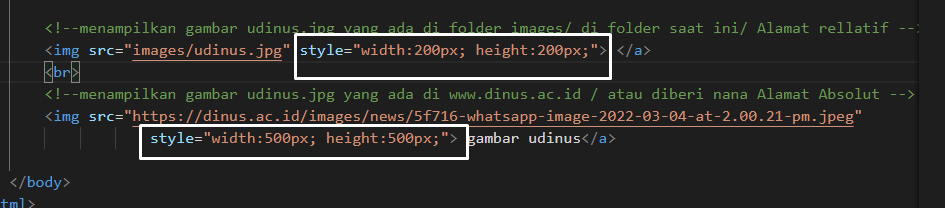 <!--menampilkan gambar udinus.jpg yang ada di folder images/ di folder saat ini/ Alamat rellatif -->
<img src="images/udinus.jpg" style="width:200px; height:200px;"> </a>
<br>
<!--menampilkan gambar udinus.jpg yang ada di www.dinus.ac.id / atau diberi nana Alamat Absolut -->
<img src="https://dinus.ac.id/images/news/5f716-whatsapp-image-2022-03-04-at-2.00.21-pm.jpeg"
style="width:500px; height:500px;"> gambar udinus</a>
</body>
tml>